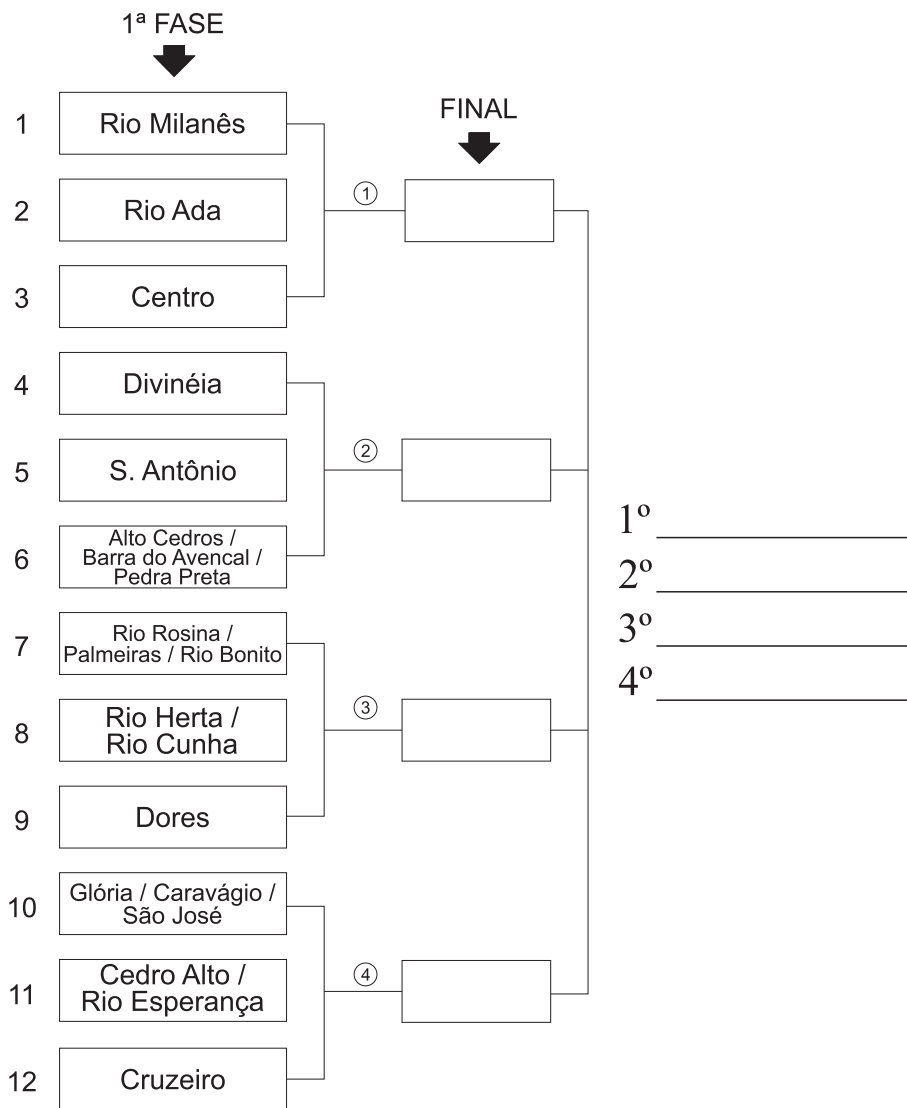 1ª FASE
FINAL
1 Rio Milanês
2 Rio Ada
3 Centro
4 Divinéia
5 S. Antônio
6 Alto Cedros /
Barra do Avencal /
Pedra Preta
7 Rio Rosina /
Palmeiras / Rio Bonito
8 Rio Herta /
Rio Cunha
9 Dores
10 Glória / Caravágio /
São José
11 Cedro Alto /
Rio Esperança
12 Cruzeiro
1
2
3
4
1º
2º
3º
4º